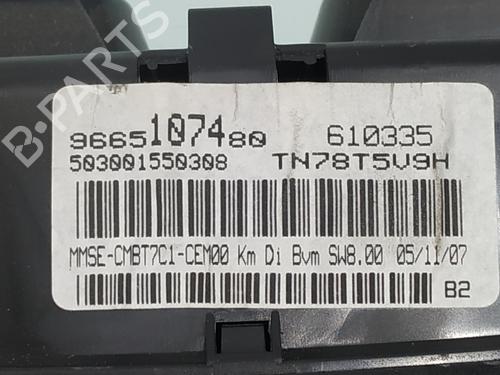 B-PARTS
9665107480 610335
503001550308 TN78T5V9H
MMSE-CMBT7C1-CEM00 Km Di Bvm SW8.00 05/11/07
B2